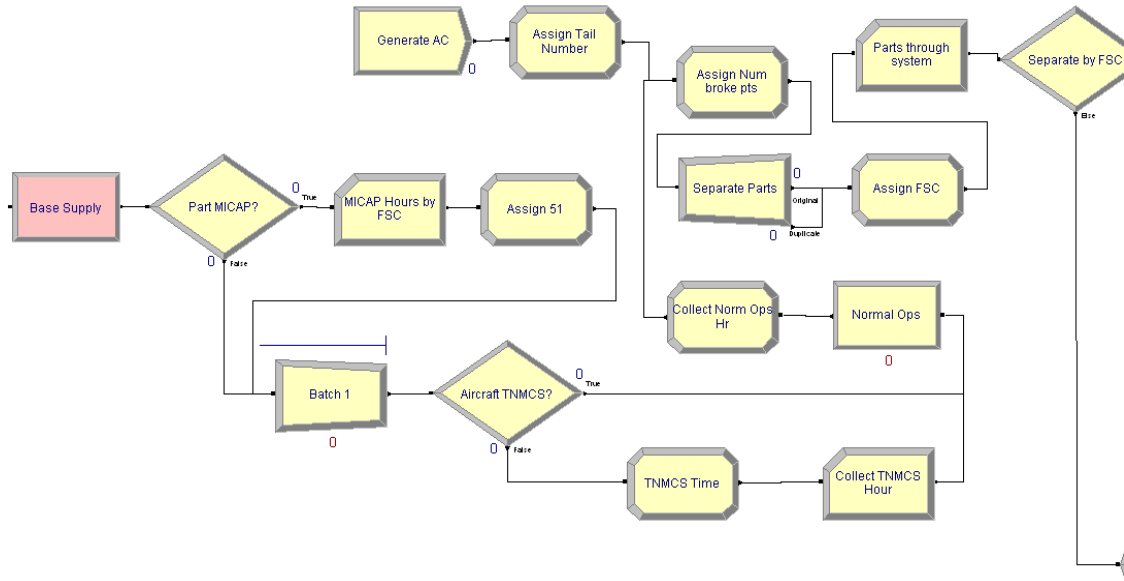 Generate AC
0
Assign Tail
Number
Assign Num
broke pts
Parts through
system
Separate by FSC
Else
Base Supply
Part MICAP?
0
True
0
False
MICAP Hours by
FSC
Assign 51
Separate Parts
0
Original
0
Duplicate
Assign FSC
Collect Norm Ops
Hr
Normal Ops
0
Batch 1
0
Aircraft TNMCS?
0
True
0
False
TNMCS Time
Collect TNMCS
Hour